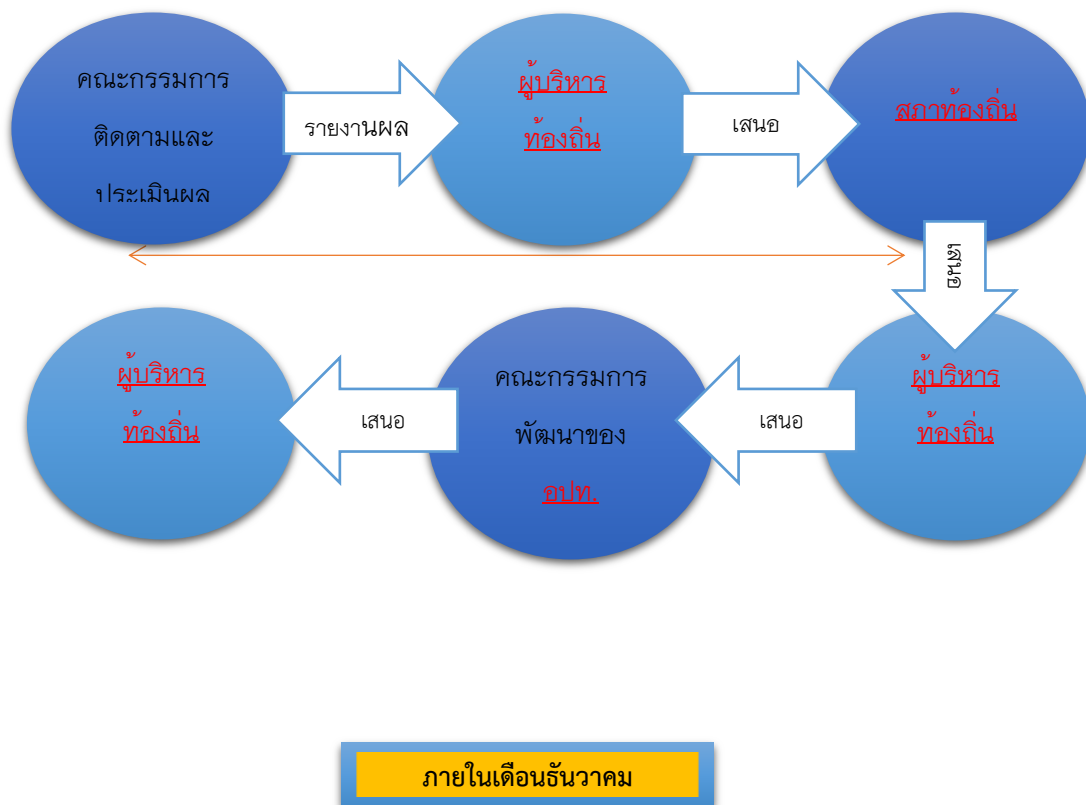 คณะกรรมการ
ติดตามและ
ประเมินผล
รายงานผล
ผู้บริหาร
ท้องถิ่น
เสนอ
สภาท้องถิ่น
เสนอ
ผู้บริหาร
ท้องถิ่น
เสนอ
คณะกรรมการ
พัฒนาของ
อปท.
เสนอ
ผู้บริหาร
ท้องถิ่น
ภายในเดือนธันวาคม